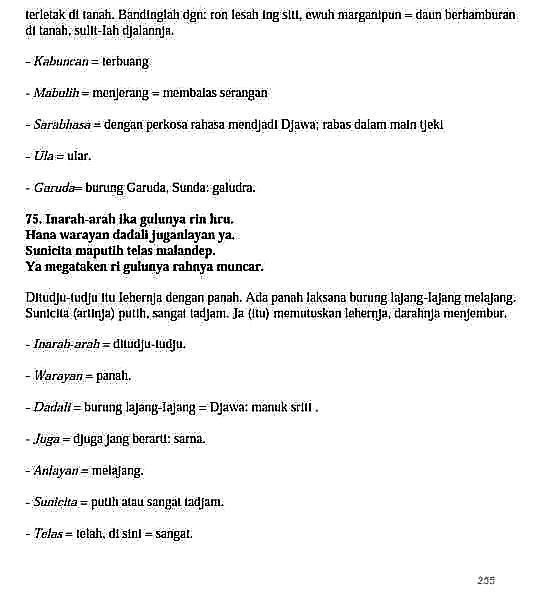 terletak di tanah. Bandinglah dgn: ron lesah ing siti, ewuh marganipun = daun berhamburan
di tanah, sulit-lah djalannja.
- Kabuncan = terbuang
- Mabulih = menjerang = membalas serangan
- Sarabhasa = dengan perkosa rahasa mendjadi Djawa; rabas dalam main tjeki
- Ula = ular.
- Garuda= burung Garuda, Sunda: galudra.
75. Inarah-arah ika gulunya rin hru.
Hana warayan dadali juganlayan ya.
Sunicita maputih telas malandep.
Ya megataken ri gulunya rahnya muncar.
Ditudju-tudju itu lehernja dengan panah. Ada panah laksana burung lajang-lajang melajang.
Sunicita (artinja) putih, sangat tadjam. Ja (itu) memutuskan lehernja, darahnja menjembur.
- Inarah-arah = ditudju-tudju.
- Warayan = panah.
- Dadali = burung lajang-lajang = Djawa: manuk sriti .
- Juga = djuga jang berarti: sama.
- Anlayan = melajang.
- Sunicita = putih atau sangat tadjam.
- Telas = telah, di sini = sangat.
255